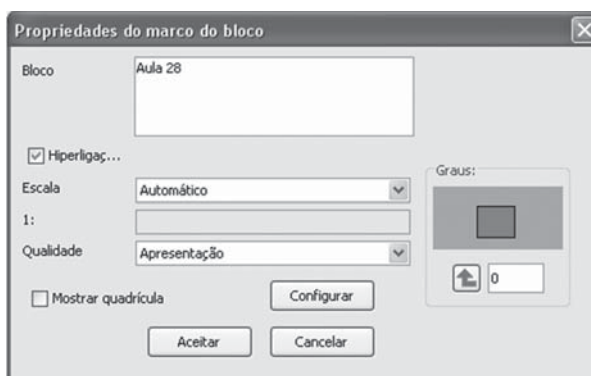 Propriedades do marco do bloco
Bloco
Aula 28
Hiperligaç...
Graus:
Escala
Automático
1:
Qualidade
Apresentação
0
Mostrar quadrícula
Configurar
Aceitar
Cancelar